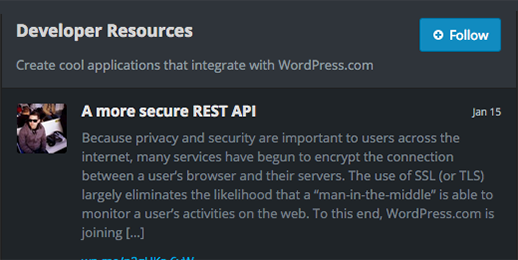 Developer Resources
Follow
Create cool applications that integrate with WordPress.com
A more secure REST API
Jan 15
Because privacy and security are important to users across the
internet, many services have begun to encrypt the connection
between a user’s browser and their servers. The use of SSL (or TLS)
largely eliminates the likelihood that a “man-in-the-middle” is able to
monitor a user’s activities on the web. To this end, WordPress.com is
joining [...]